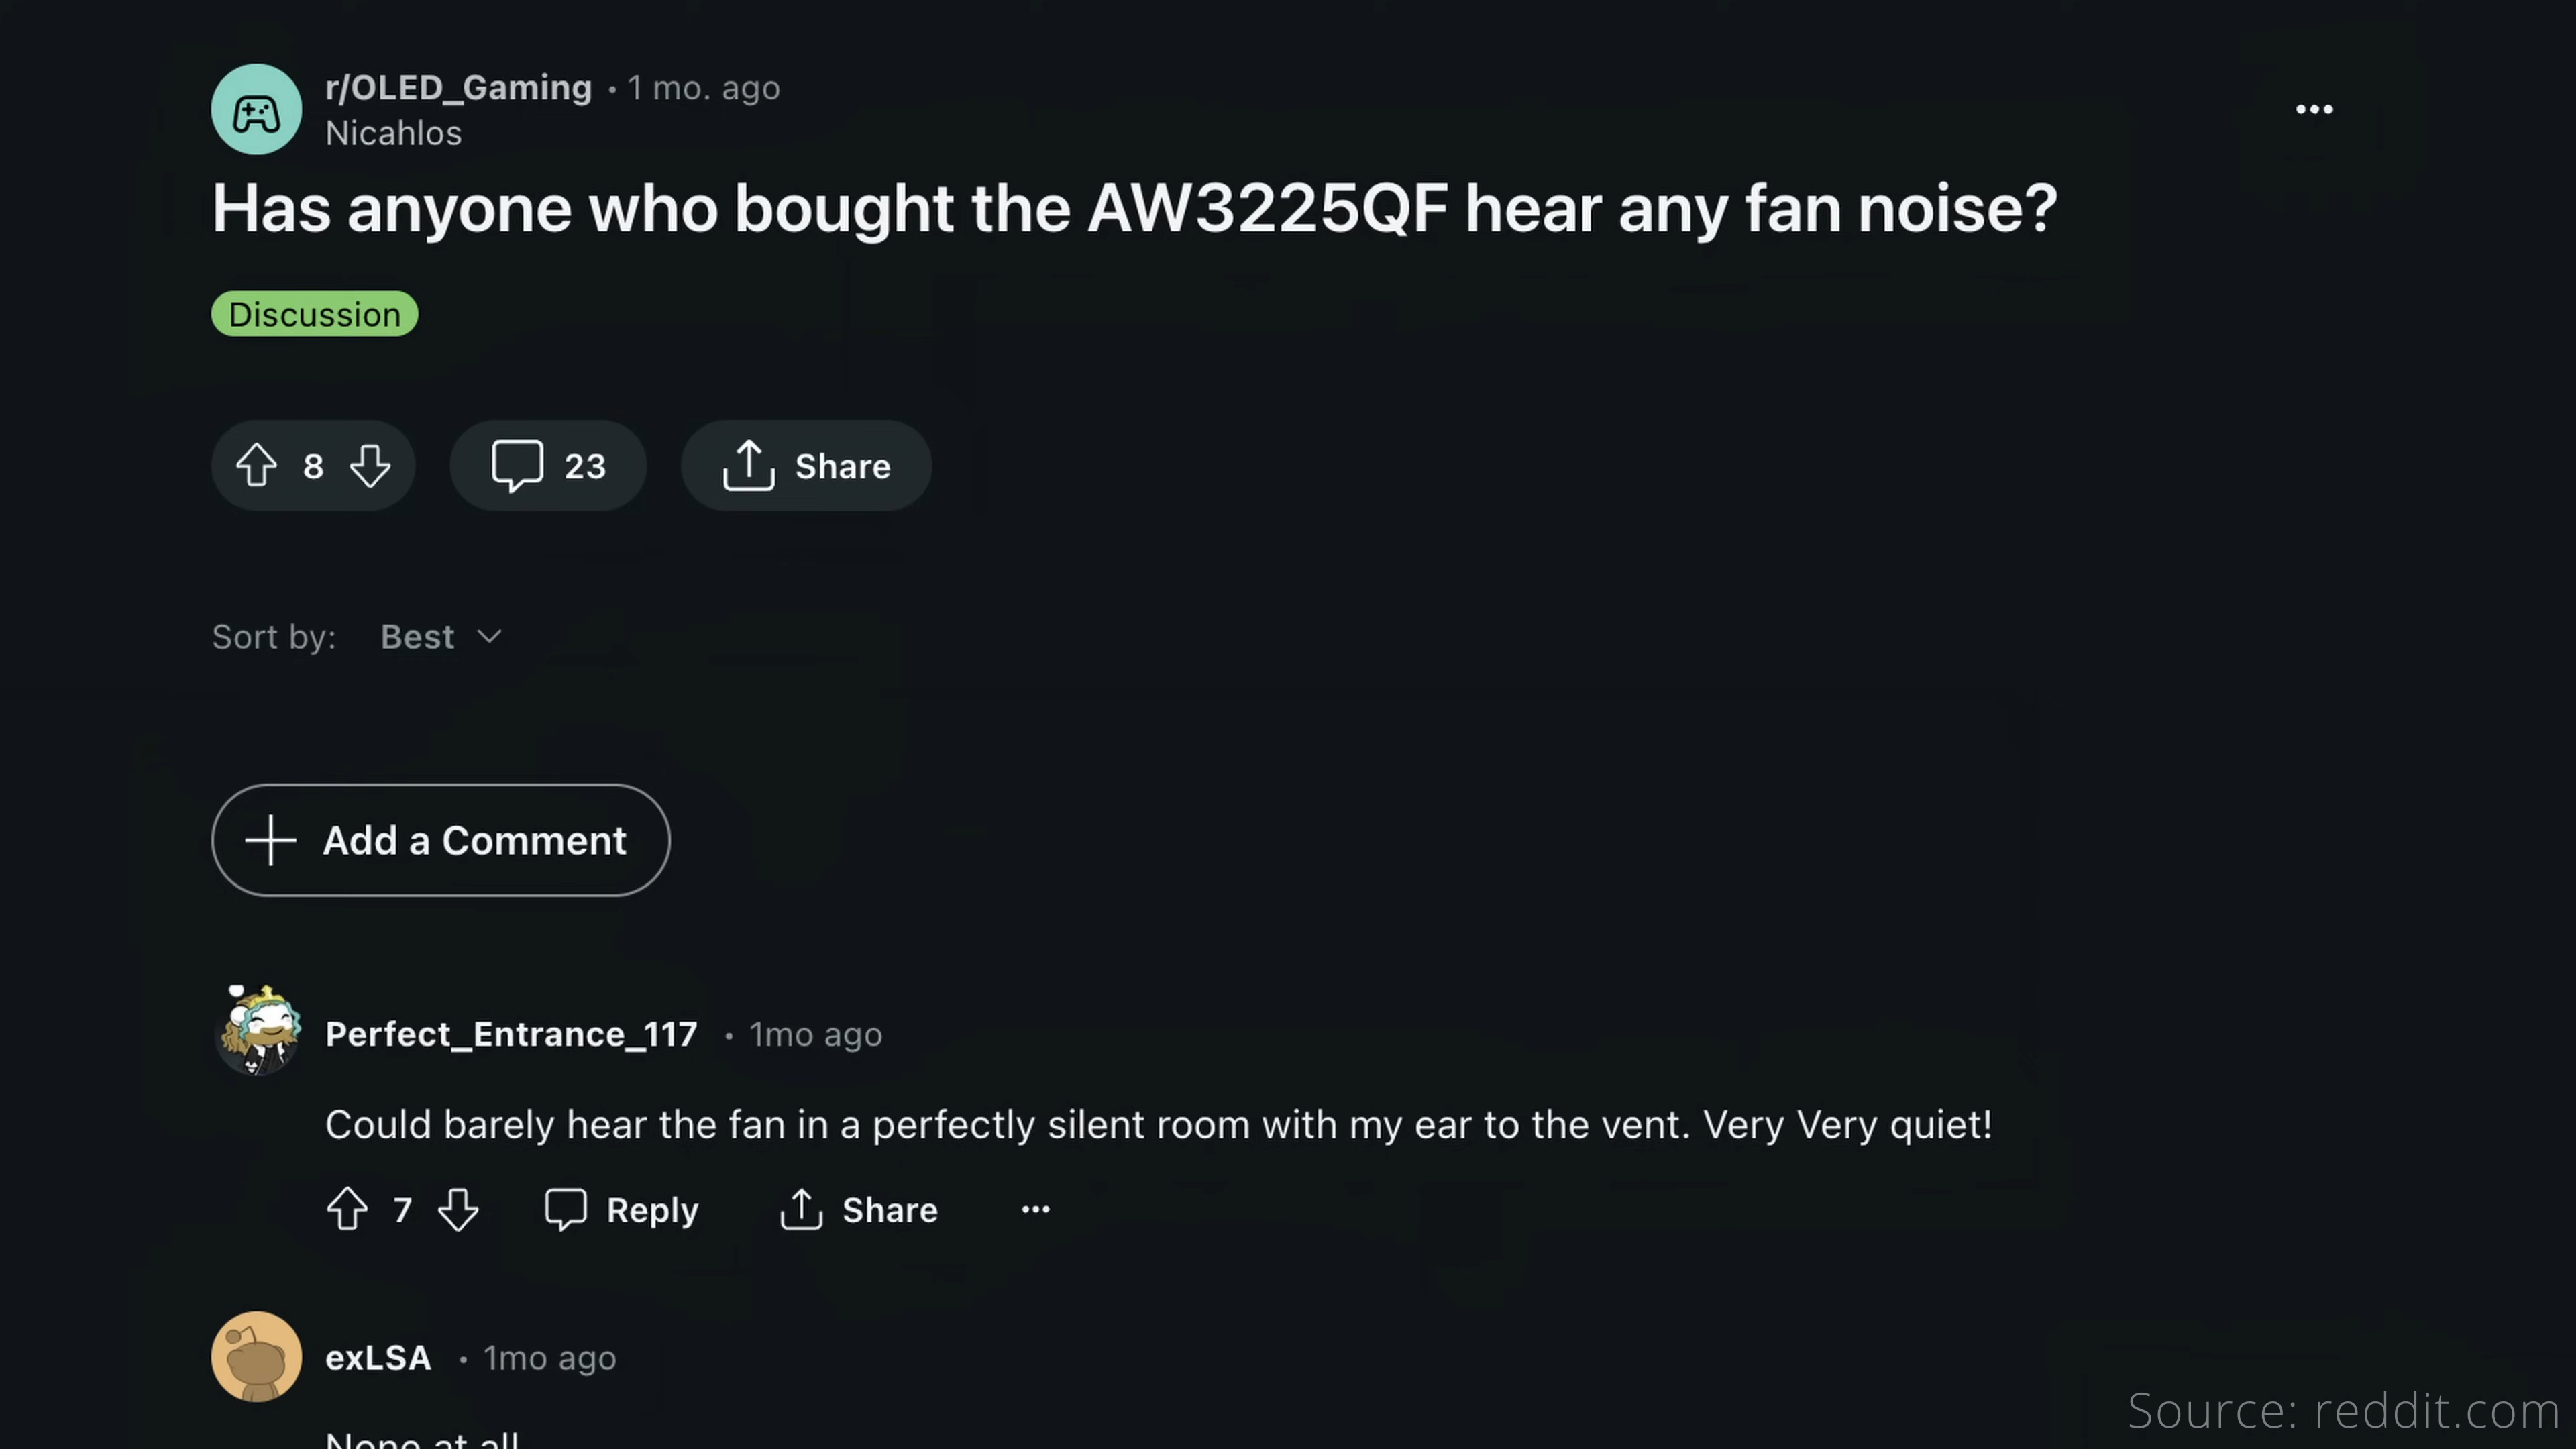 r/OLED_Gaming • 1 mo. ago
Nicahlos
Has anyone who bought the AW3225QF hear any fan noise?
Discussion
8 23 Share
Sort by: Best
Add a Comment
Perfect_Entrance_117 • 1mo ago
Could barely hear the fan in a perfectly silent room with my ear to the vent. Very Very quiet!
7 Reply Share
exLSA • 1mo ago
None at all
Source: reddit.com